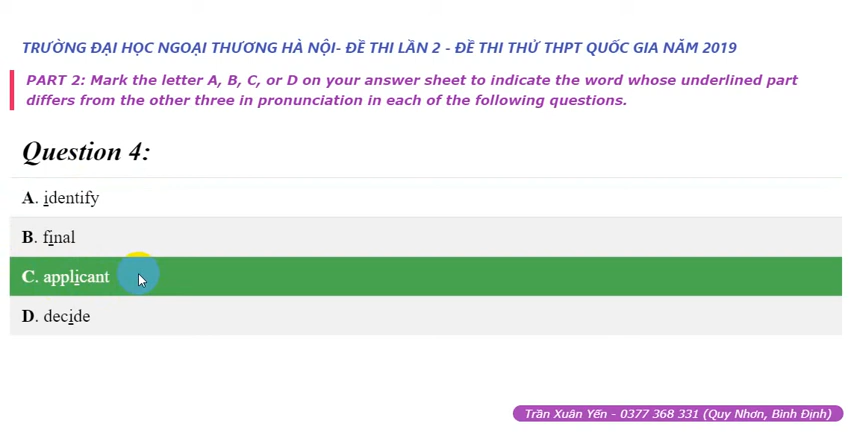 TRƯỜNG ĐẠI HỌC NGOẠI THƯƠNG HÀ NỘI- ĐỀ THI LẦN 2 - ĐỀ THI THỬ THPT QUỐC GIA NĂM 2019
PART 2: Mark the letter A, B, C, or D on your answer sheet to indicate the word whose underlined part
differs from the other three in pronunciation in each of the following questions.
Question 4:
A. identify
B. final
C. applicant
D. decide
Trần Xuân Yến - 0377 368 331 (Quy Nhơn, Bình Định)